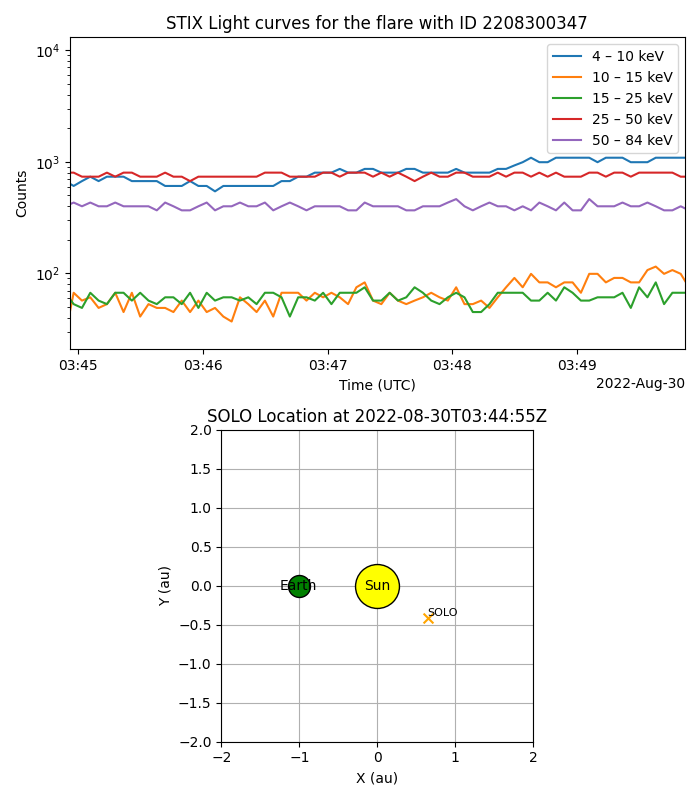 STIX Light curves for the flare with ID 2208300347
10⁴
10³
10²
Counts
4 – 10 keV
10 – 15 keV
15 – 25 keV
25 – 50 keV
50 – 84 keV
03:45 03:46 03:47 03:48 03:49
Time (UTC)
2022-Aug-30
SOLO Location at 2022-08-30T03:44:55Z
2.0
1.5
1.0
0.5
0.0
−0.5
−1.0
−1.5
−2.0
Y (au)
Earth
Sun
SOLO
−2 −1 0 1 2
X (au)